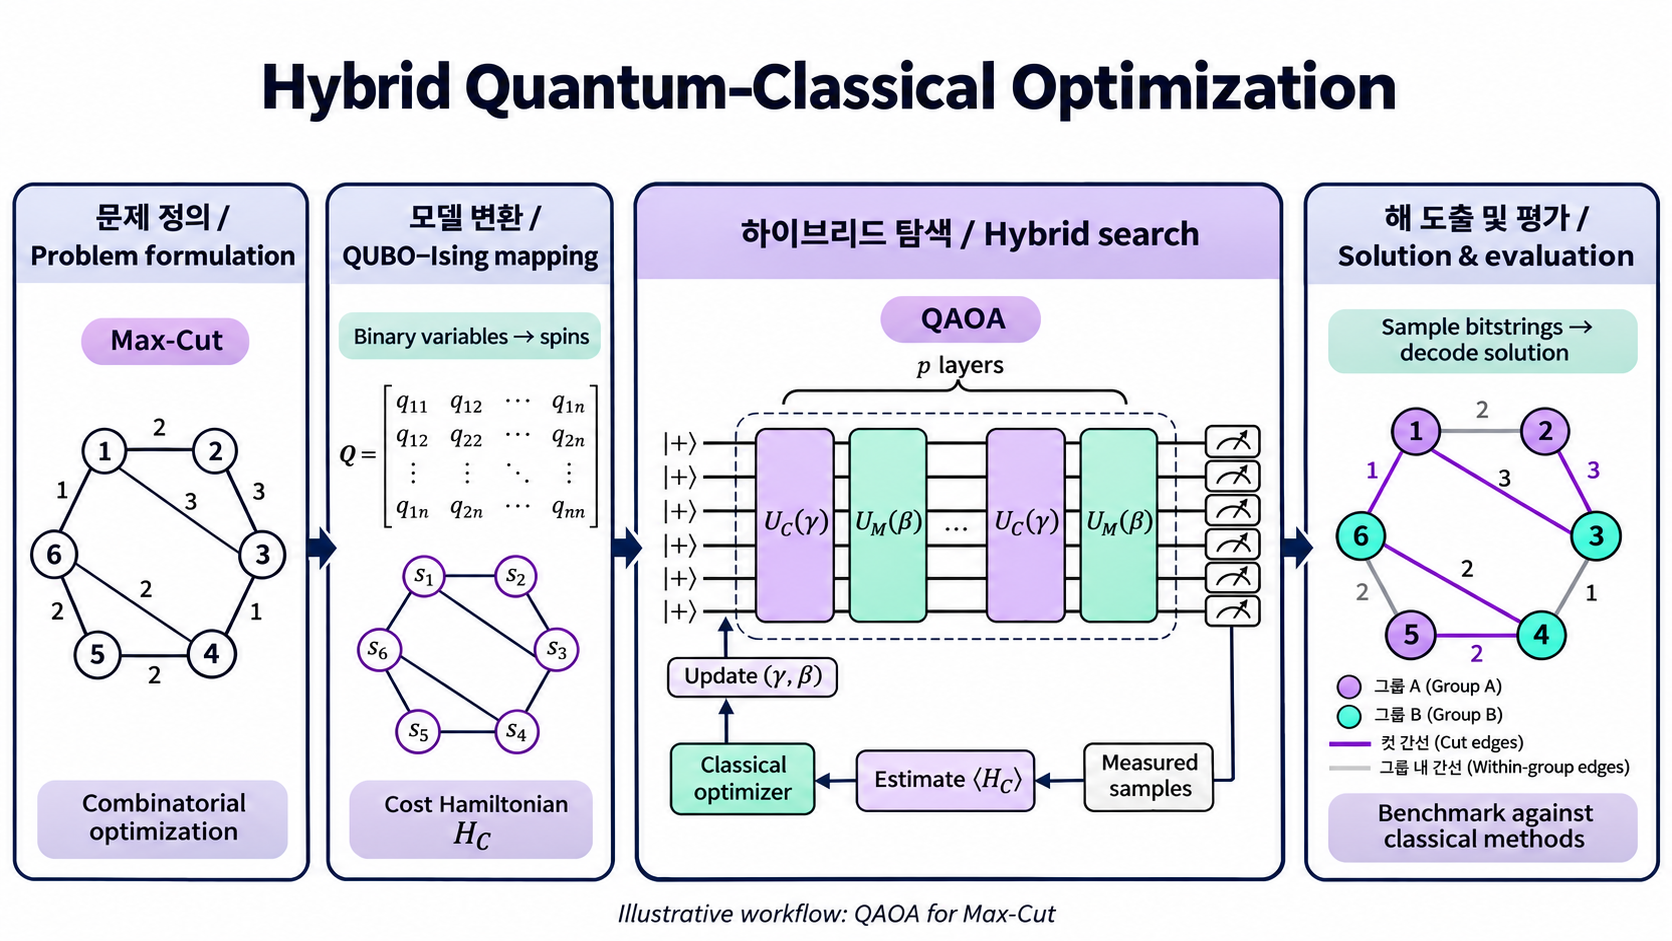 Hybrid Quantum–Classical Optimization
문제 정의 /
Problem formulation
Max-Cut
2
1
2
1
3
3
6
3
2
2
1
5
4
2
Combinatorial
optimization
모델 변환 /
QUBO–Ising mapping
Binary variables → spins
Q = [ q11 q12 ⋯ q1n
q12 q22 ⋯ q2n
⋮ ⋮ ⋱ ⋮
q1n q2n ⋯ qnn ]
s1 s2
s6 s3
s5 s4
Cost Hamiltonian
HC
하이브리드 탐색 / Hybrid search
QAOA
p layers
|+⟩
|+⟩
|+⟩
|+⟩
|+⟩
|+⟩
UC(γ) UM(β) … UC(γ) UM(β)
Update (γ, β)
Classical
optimizer
Estimate ⟨HC⟩
Measured
samples
해 도출 및 평가 /
Solution & evaluation
Sample bitstrings →
decode solution
2
1
2
1
3
3
6
3
2
2
1
5
4
2
그룹 A (Group A)
그룹 B (Group B)
컷 간선 (Cut edges)
그룹 내 간선 (Within-group edges)
Benchmark against
classical methods
Illustrative workflow: QAOA for Max-Cut